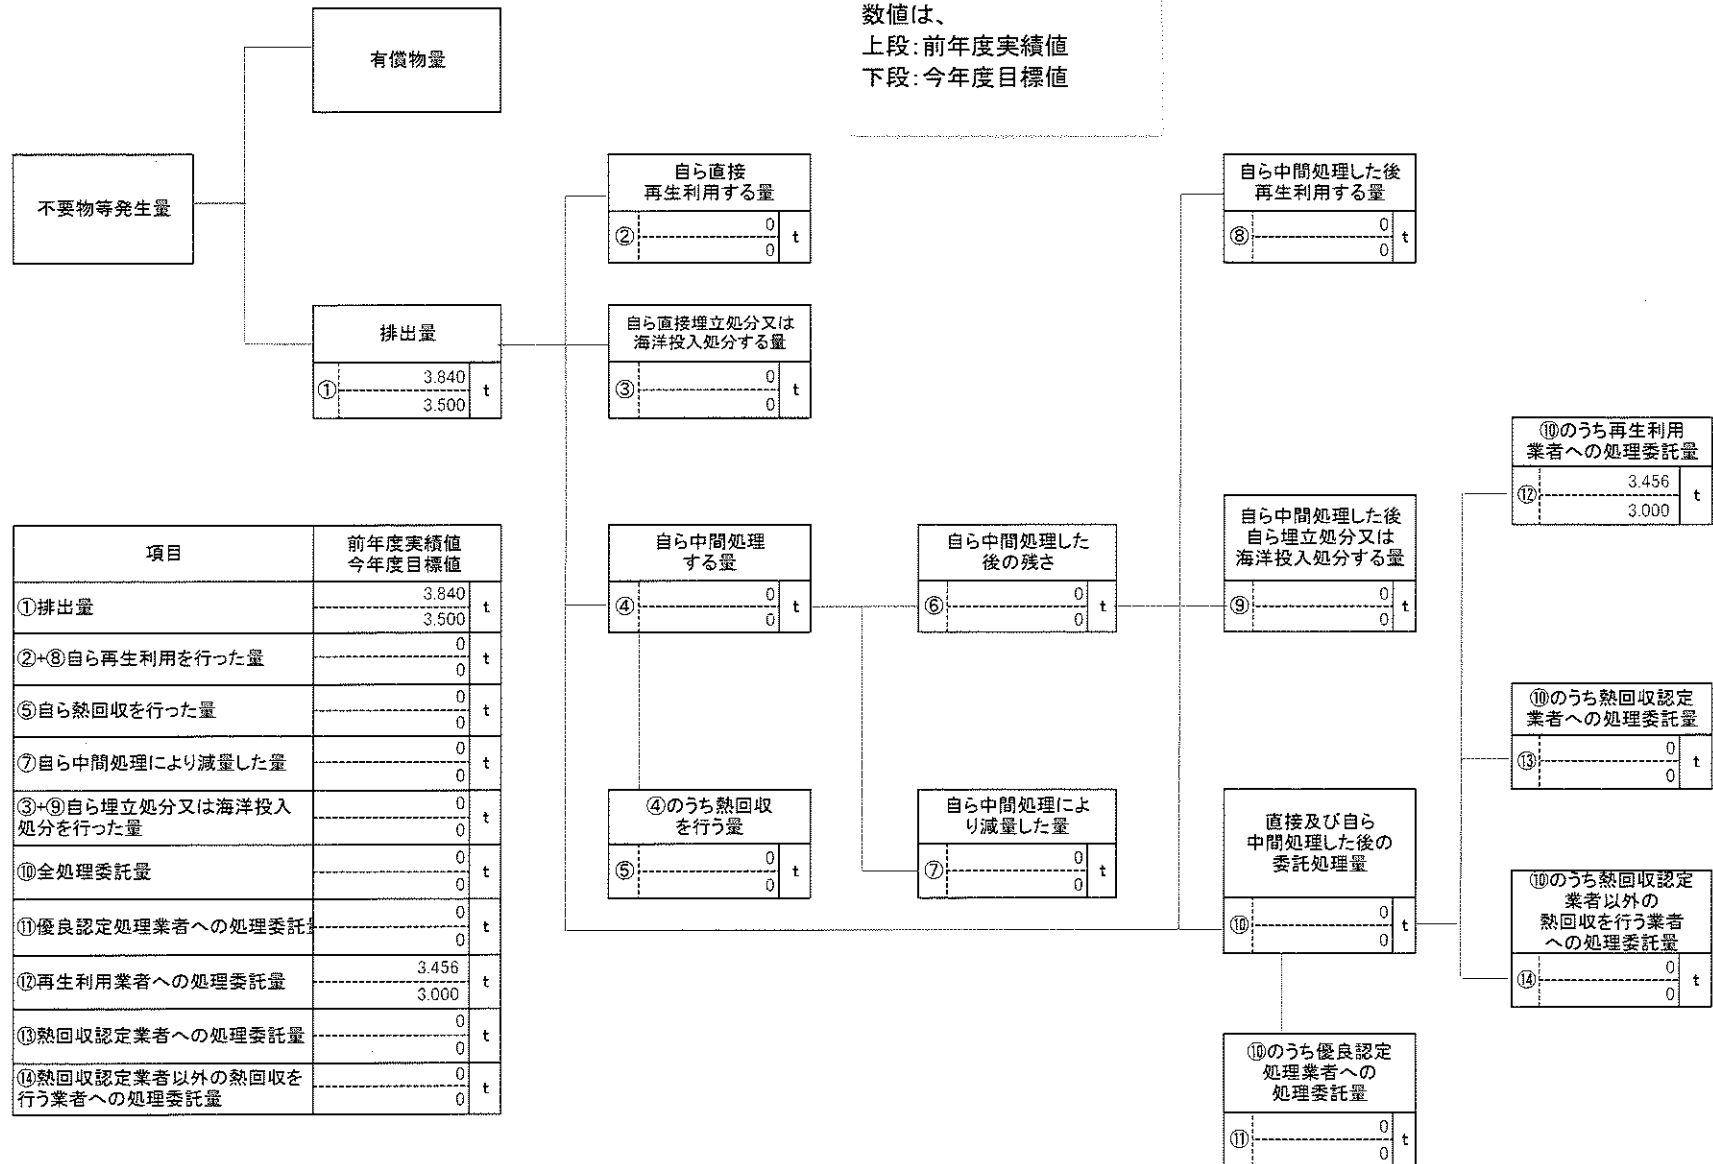 数値は、
上段:前年度実績値
下段:今年度目標値
有償物量
不要物等発生量
排出量
① 3.840 t
3.500
自ら直接
再生利用する量
② 0 t
0
自ら直接埋立処分又は
海洋投入処分する量
③ 0 t
0
自ら中間処理した後
再生利用する量
⑧ 0 t
0
⑩のうち再生利用
業者への処理委託量
⑫ 3.456 t
3.000
自ら中間処理
する量
④ 0 t
0
自ら中間処理した
後の残さ
⑥ 0 t
0
自ら中間処理した後
自ら埋立処分又は
海洋投入処分する量
⑨ 0 t
0
⑩のうち熱回収認定
業者への処理委託量
⑬ 0 t
0
④のうち熱回収
を行う量
⑤ 0 t
0
自ら中間処理によ
り減量した量
⑦ 0 t
0
直接及び自ら
中間処理した後の
委託処理量
⑩ 0 t
0
⑩のうち熱回収認定
業者以外の
熱回収を行う業者
への処理委託量
⑭ 0 t
0
⑩のうち優良認定
処理業者への
処理委託量
⑪ 0 t
0
項目 前年度実績値
今年度目標値
①排出量 3.840 t
3.500
②+⑧自ら再生利用を行った量 0 t
0
⑤自ら熱回収を行った量 0 t
0
⑦自ら中間処理により減量した量 0 t
0
③+⑨自ら埋立処分又は海洋投入 0 t
処分を行った量 0
⑩全処理委託量 0 t
0
⑪優良認定処理業者への処理委託 0 t
0
⑫再生利用業者への処理委託量 3.456 t
3.000
⑬熱回収認定業者への処理委託量 0 t
0
⑭熱回収認定業者以外の熱回収を 0 t
行う業者への処理委託量 0